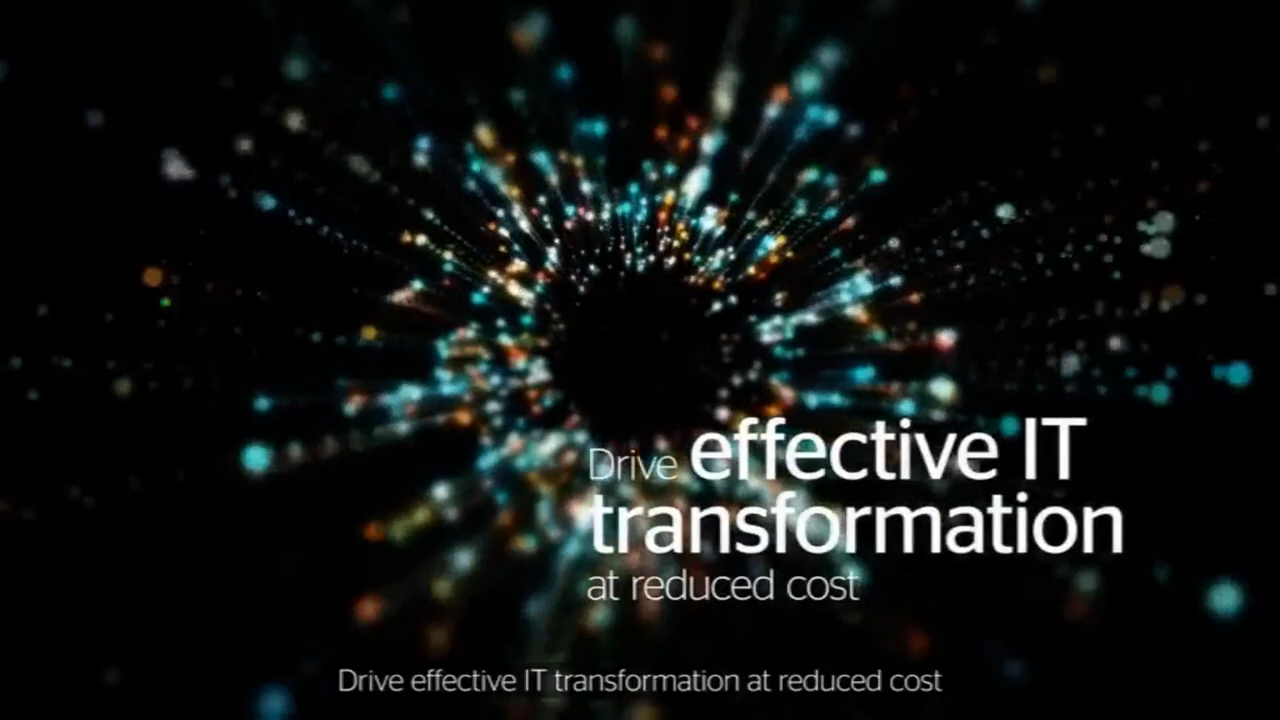 Drive effective IT
transformation
at reduced cost
Drive effective IT transformation at reduced cost